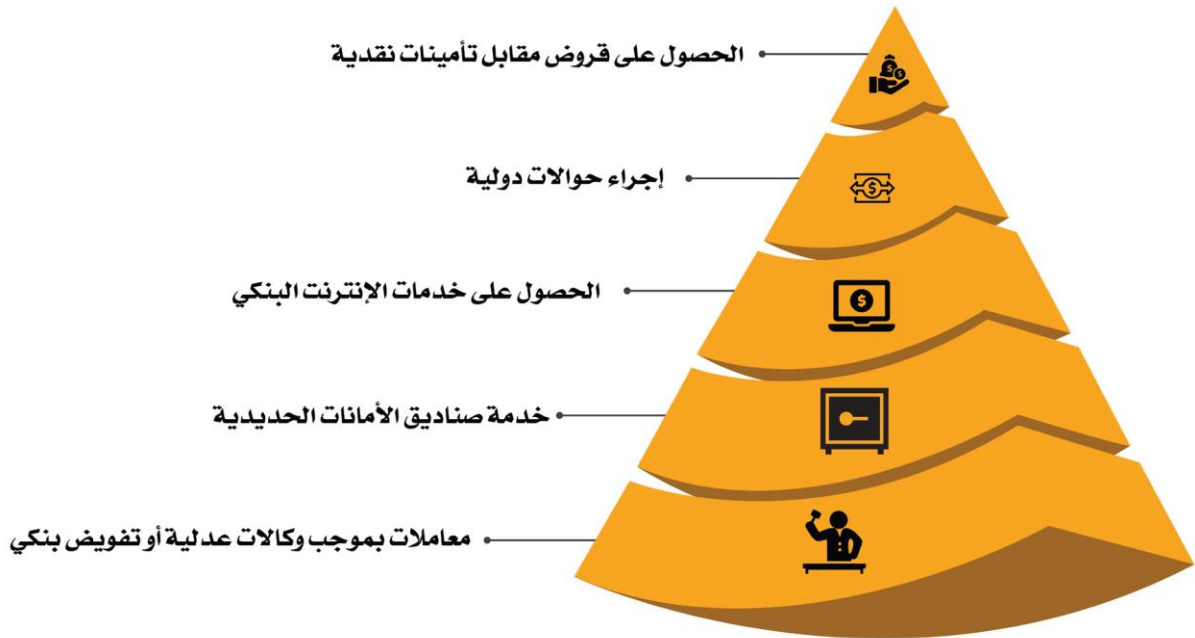 الحصول على قروض مقابل تأمينات نقدية
إجراء حوالات دولية
الحصول على خدمات الإنترنت البنكي
خدمة صناديق الأمانات الحديدية
معاملات بموجب وكالات عدلية أو تفويض بنكي